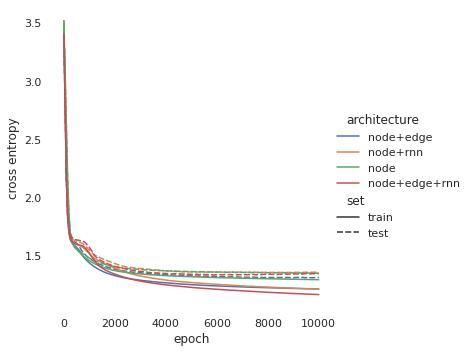 3.5
3.0
2.5
2.0
1.5
cross entropy
0
2000
4000
6000
8000
10000
epoch
architecture
node+edge
node+rnn
node
node+edge+rnn
set
train
test